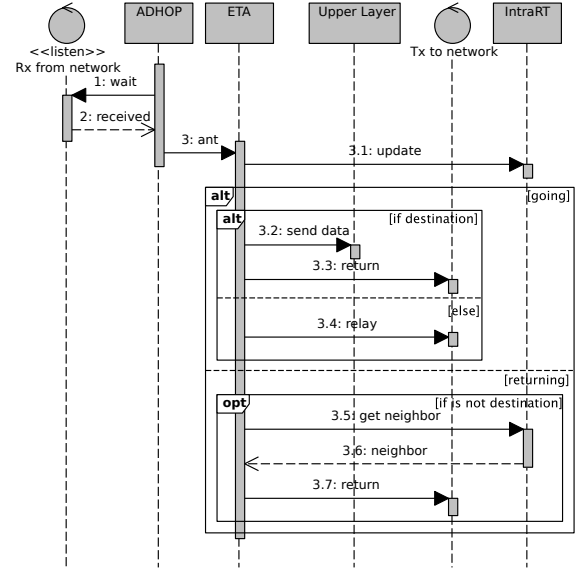 ADHOP
ETA
Upper Layer
IntraRT
<<listen>>
Rx from network
Tx to network
1: wait
2: received
3: ant
3.1: update
alt
[going]
alt
[if destination]
3.2: send data
3.3: return
[else]
3.4: relay
[returning]
opt
[if is not destination]
3.5: get neighbor
3.6: neighbor
3.7: return